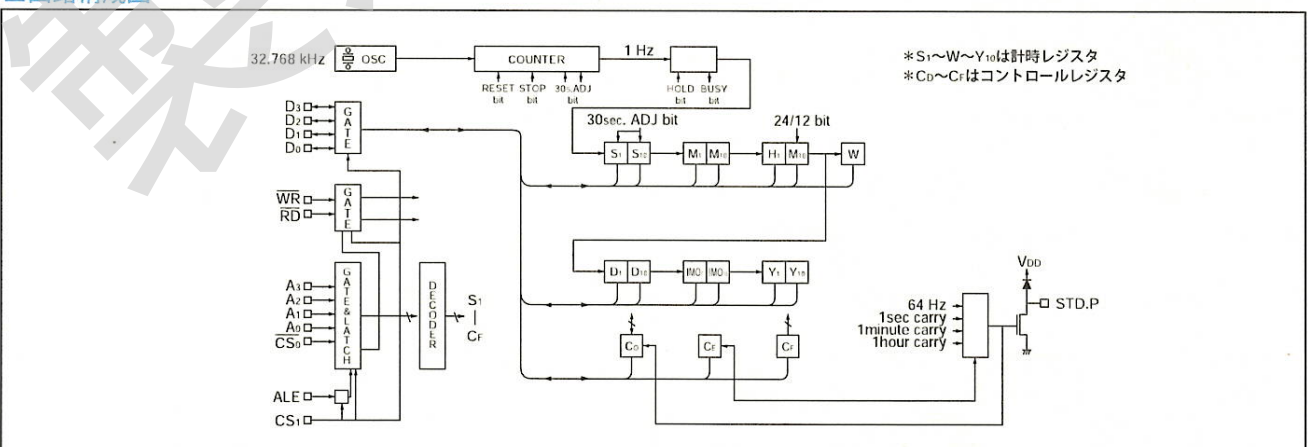 32.768 kHz
OSC
COUNTER
1 Hz
RESET bit
STOP bit
30s.ADJ bit
HOLD bit
BUSY bit
*S1~W~Y10は計時レジスタ
*CD~CFはコントロールレジスタ
D3
D2
D1
D0
GATE
30sec. ADJ bit
24/12 bit
S1 S10
M1 M10
H1 M10
W
WR
RD
GATE
A3
A2
A1
A0
CS0
GATE&LATCH
DECODER
S1
|
CF
ALE
CS1
D1 D10
MO1 MO10
Y1 Y10
CD
CE
CF
64 Hz
1sec carry
1minute carry
1hour carry
VDD
STD.P